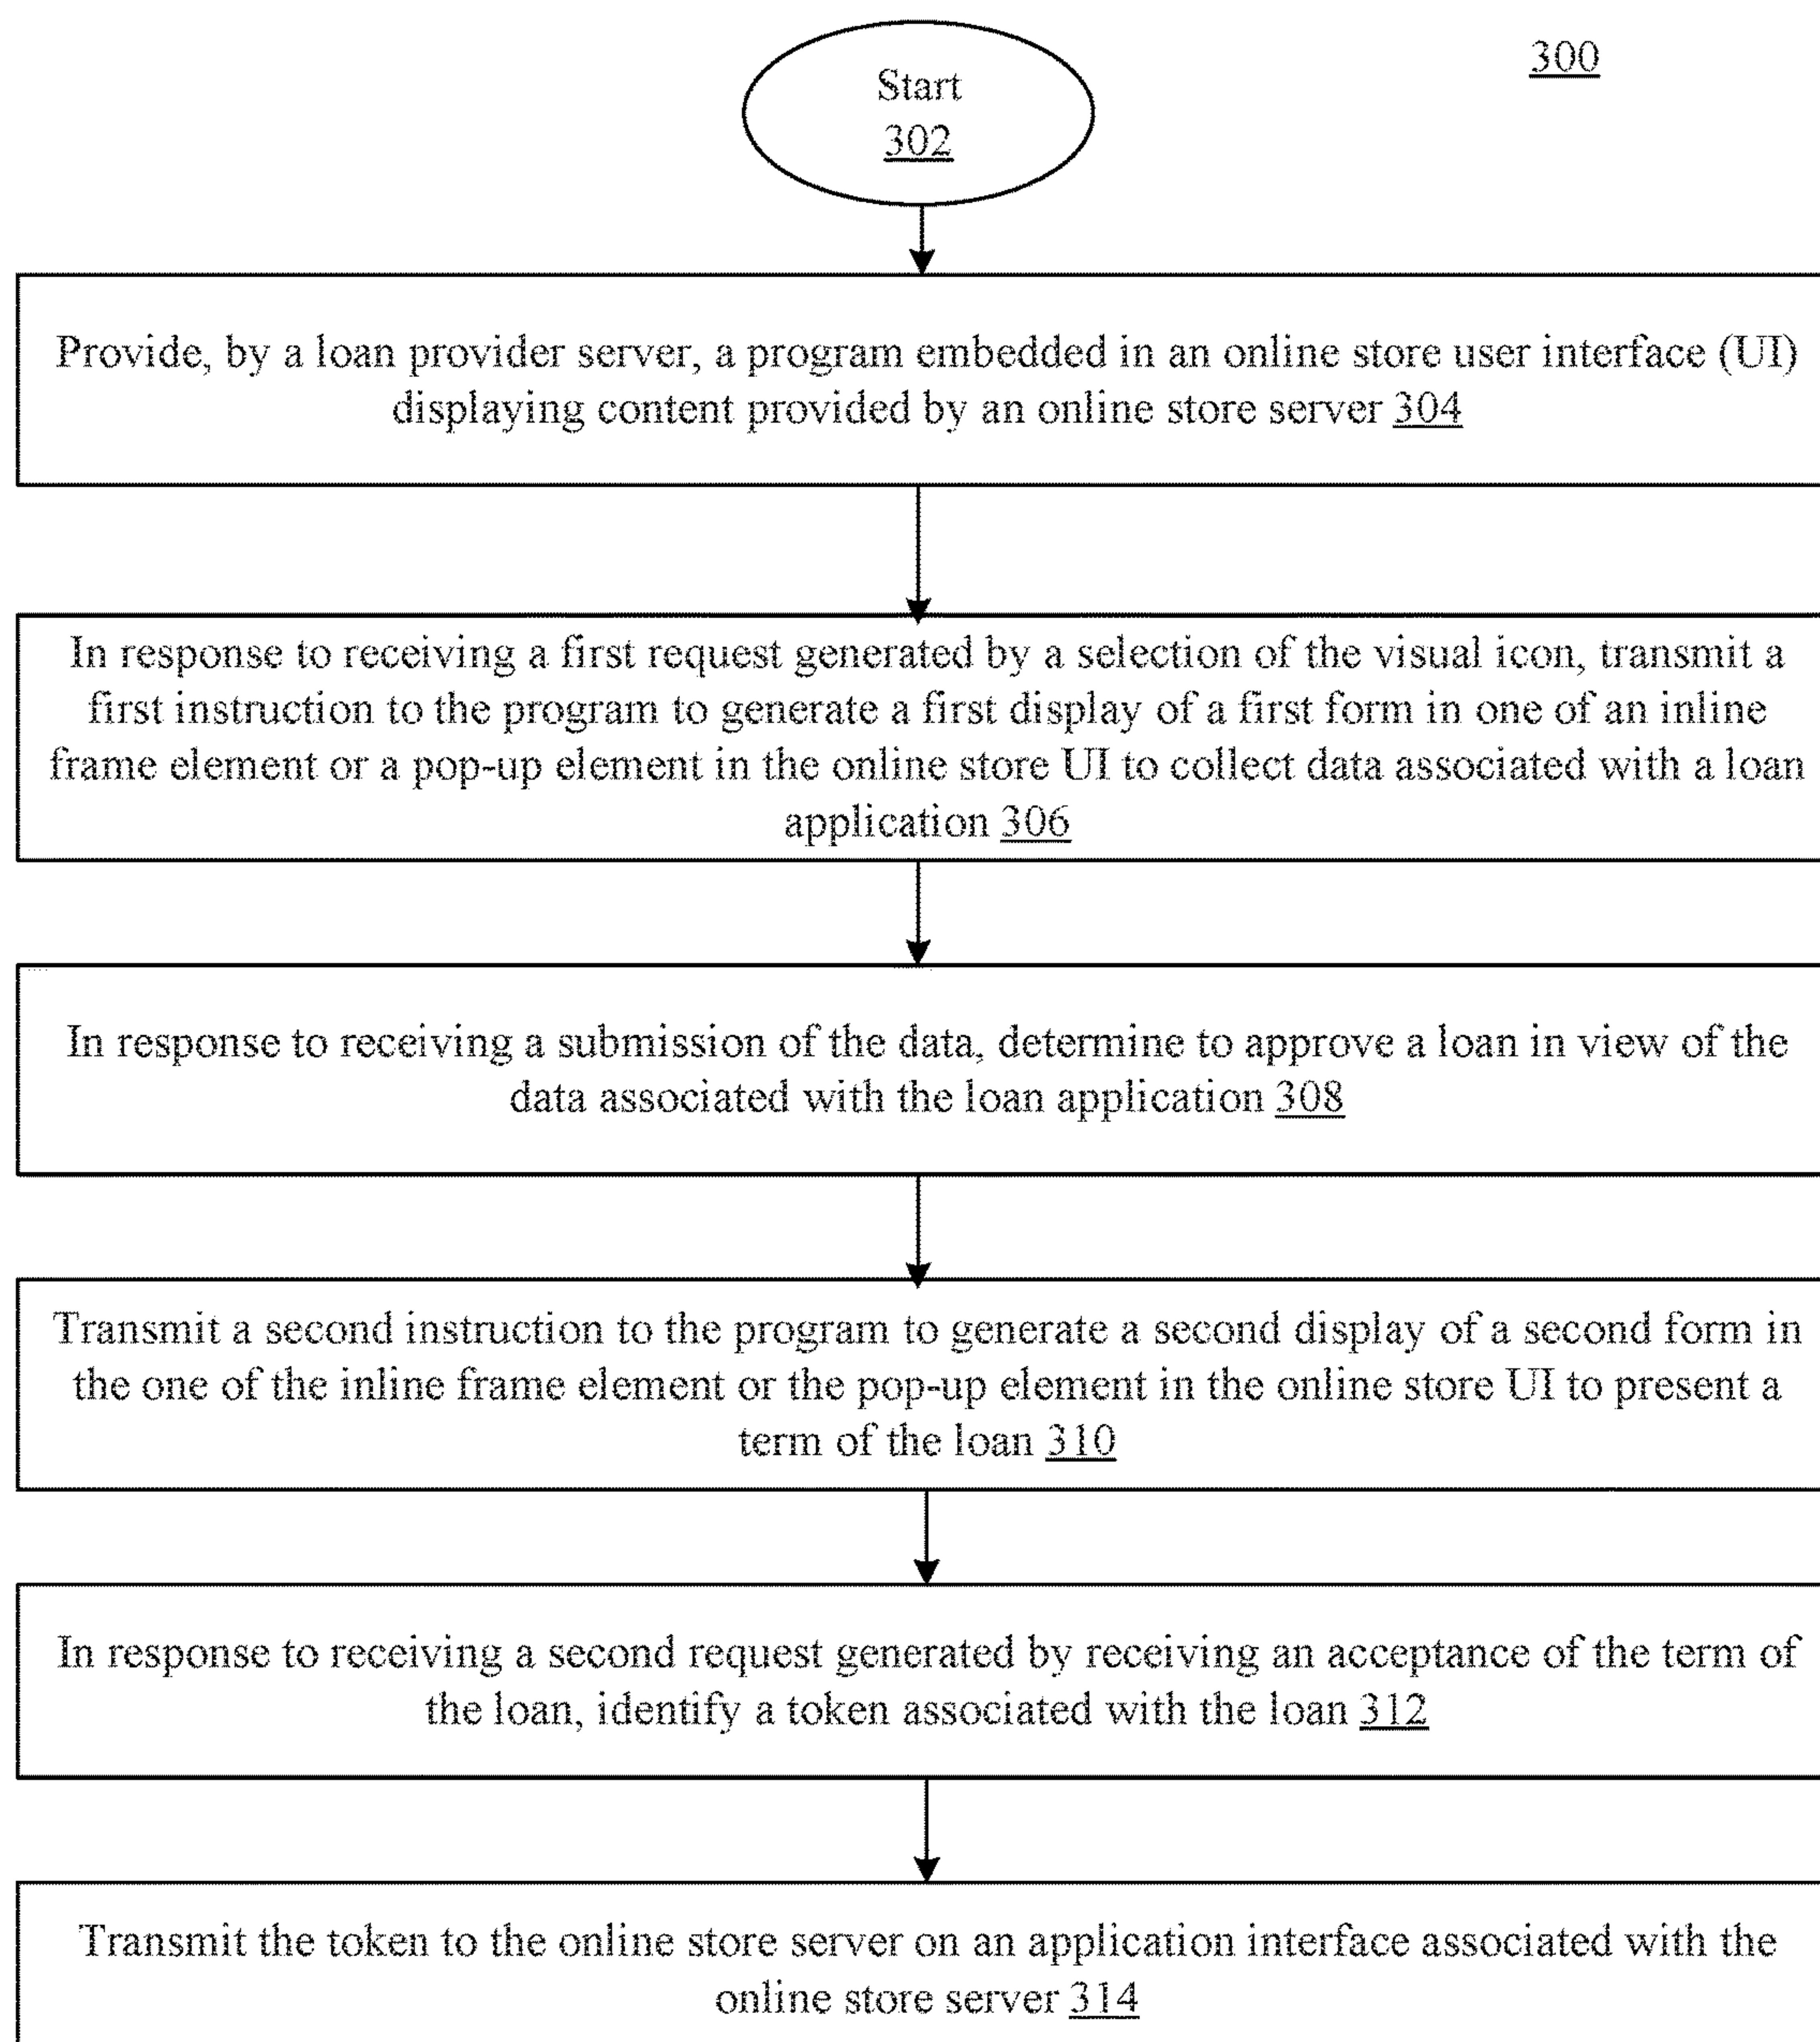 300
Start
302
Provide, by a loan provider server, a program embedded in an online store user interface (UI)
displaying content provided by an online store server 304
In response to receiving a first request generated by a selection of the visual icon, transmit a
first instruction to the program to generate a first display of a first form in one of an inline
frame element or a pop-up element in the online store UI to collect data associated with a loan
application 306
In response to receiving a submission of the data, determine to approve a loan in view of the
data associated with the loan application 308
Transmit a second instruction to the program to generate a second display of a second form in
the one of the inline frame element or the pop-up element in the online store UI to present a
term of the loan 310
In response to receiving a second request generated by receiving an acceptance of the term of
the loan, identify a token associated with the loan 312
Transmit the token to the online store server on an application interface associated with the
online store server 314